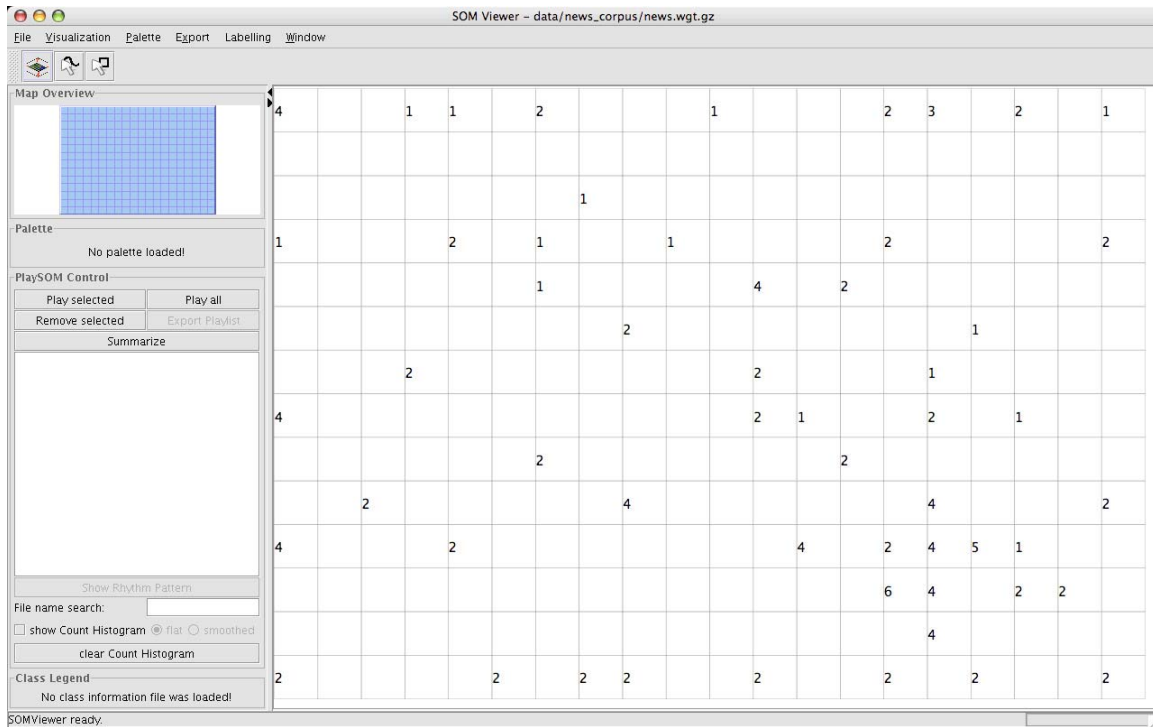 SOM Viewer – data/news_corpus/news.wgt.gz
File Visualization Palette Export Labelling Window
Map Overview
Palette
No palette loaded!
PlaySOM Control
Play selected Play all
Remove selected Export Playlist
Summarize
Show Rhythm Pattern
File name search:
show Count Histogram flat smoothed
clear Count Histogram
Class Legend
No class information file was loaded!
4 1 1 2 1 2 3 2 1
1
1 2 1 1 2 2
1 4 2
2 1
2 2 1
4 2 1 2 1
2 2
2 4 4 2
4 2 4 2 4 5 1
6 4 2 2
4
2 2 2 2 2 2 2 2
SOMViewer ready.